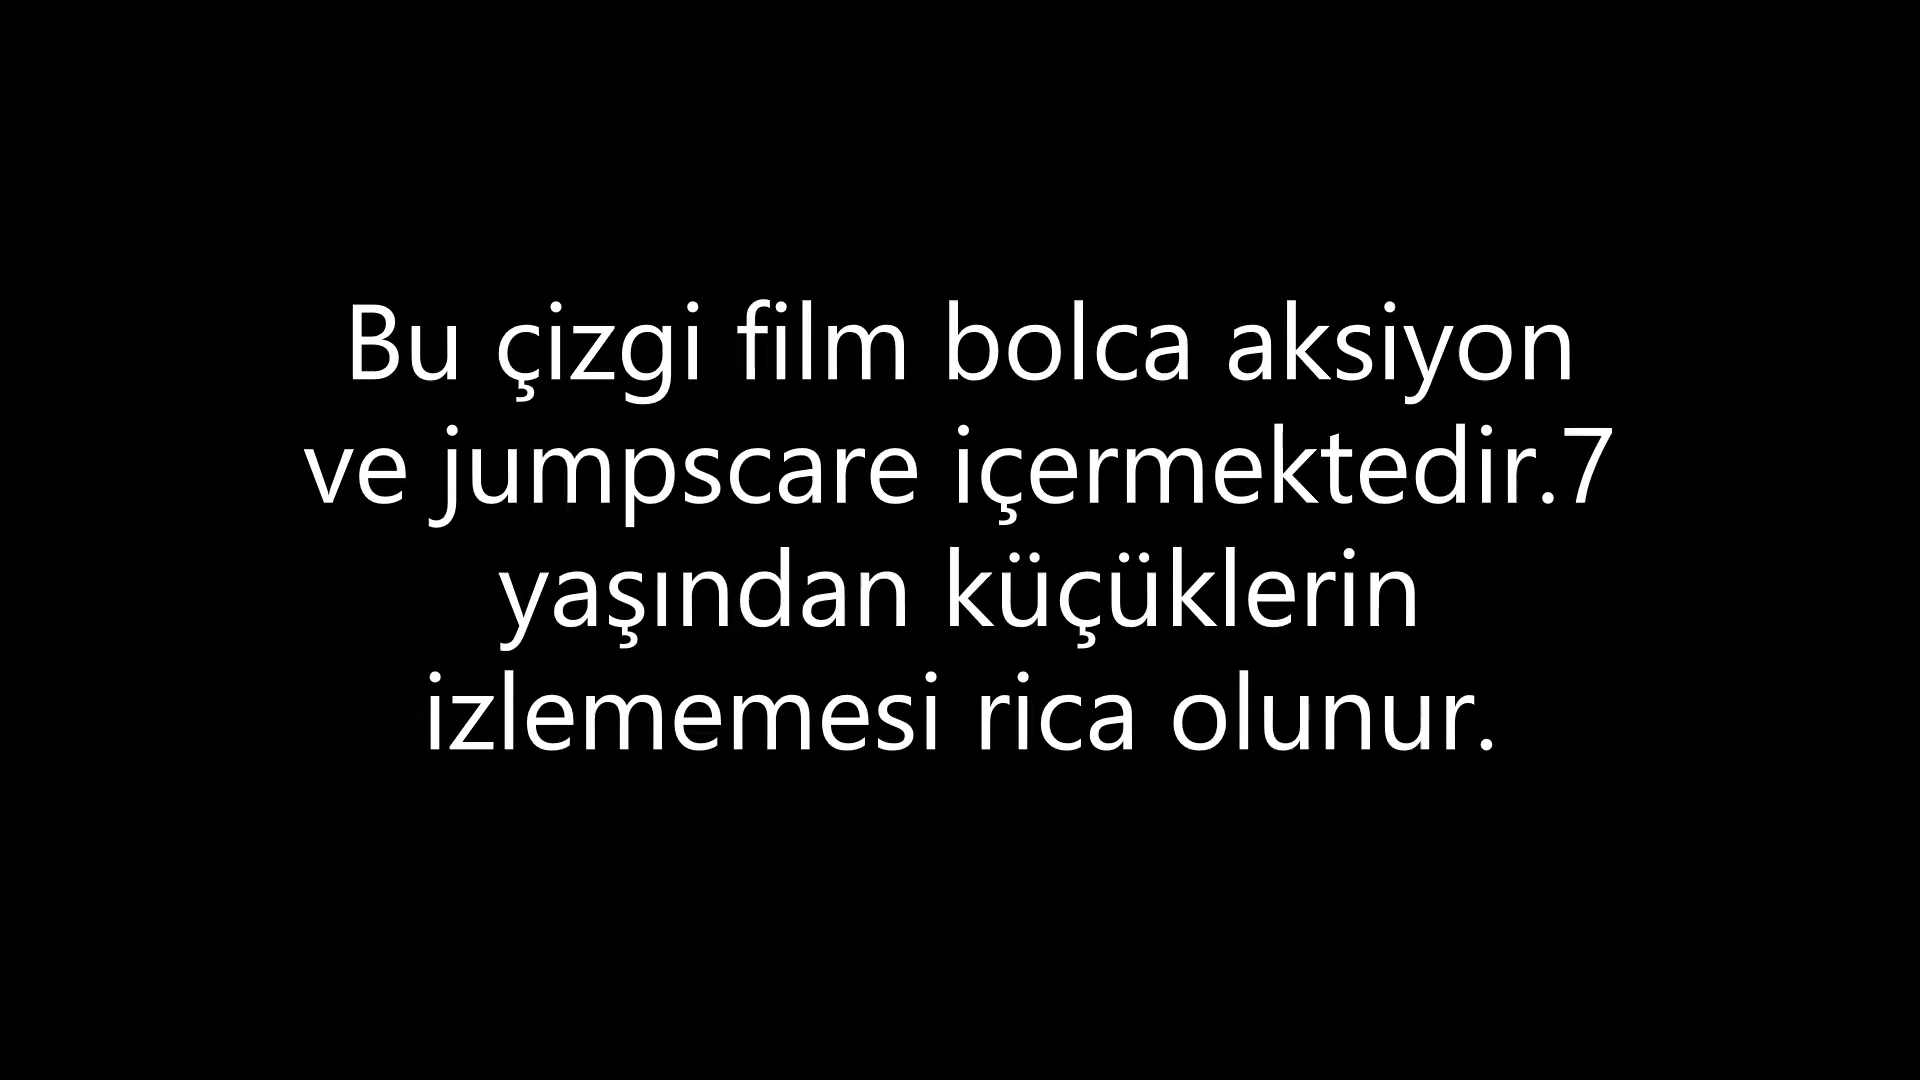 Bu çizgi film bolca aksiyon
ve jumpscare içermektedir.7
yaşından küçüklerin
izlememesi rica olunur.